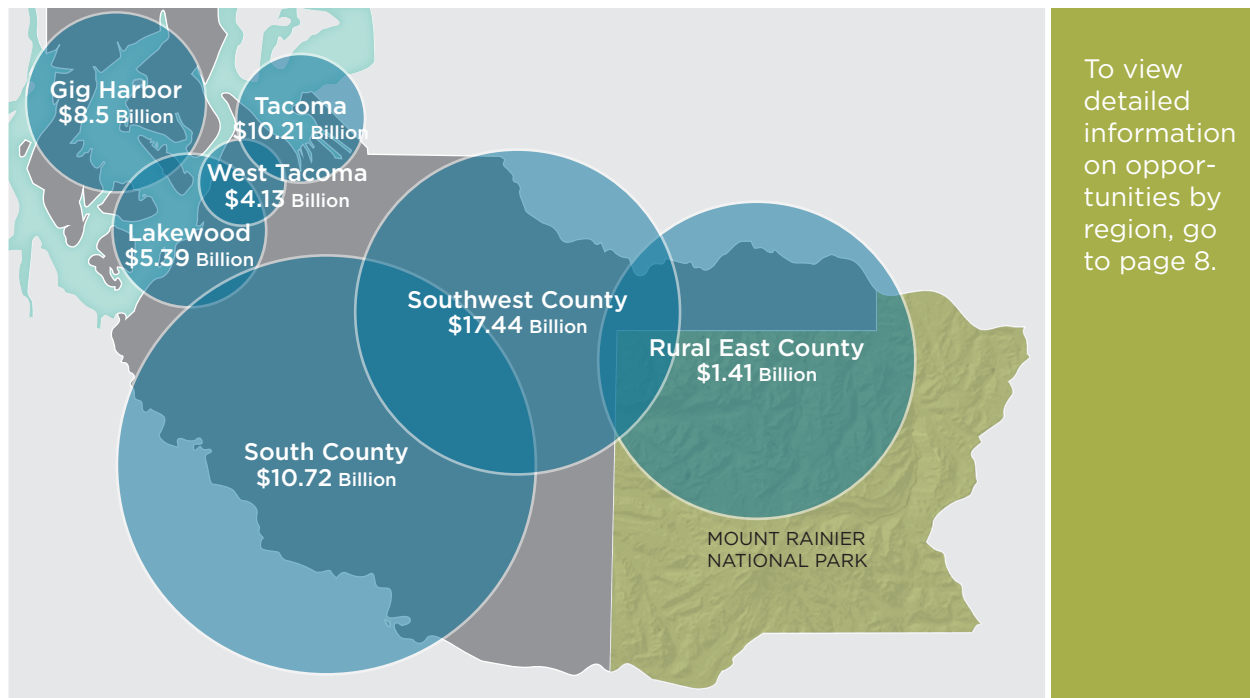 Gig Harbor
$8.5 Billion
Tacoma
$10.21 Billion
West Tacoma
$4.13 Billion
Lakewood
$5.39 Billion
Southwest County
$17.44 Billion
Rural East County
$1.41 Billion
South County
$10.72 Billion
MOUNT RAINIER
NATIONAL PARK
To view
detailed
information
on oppor-
tunities by
region, go
to page 8.